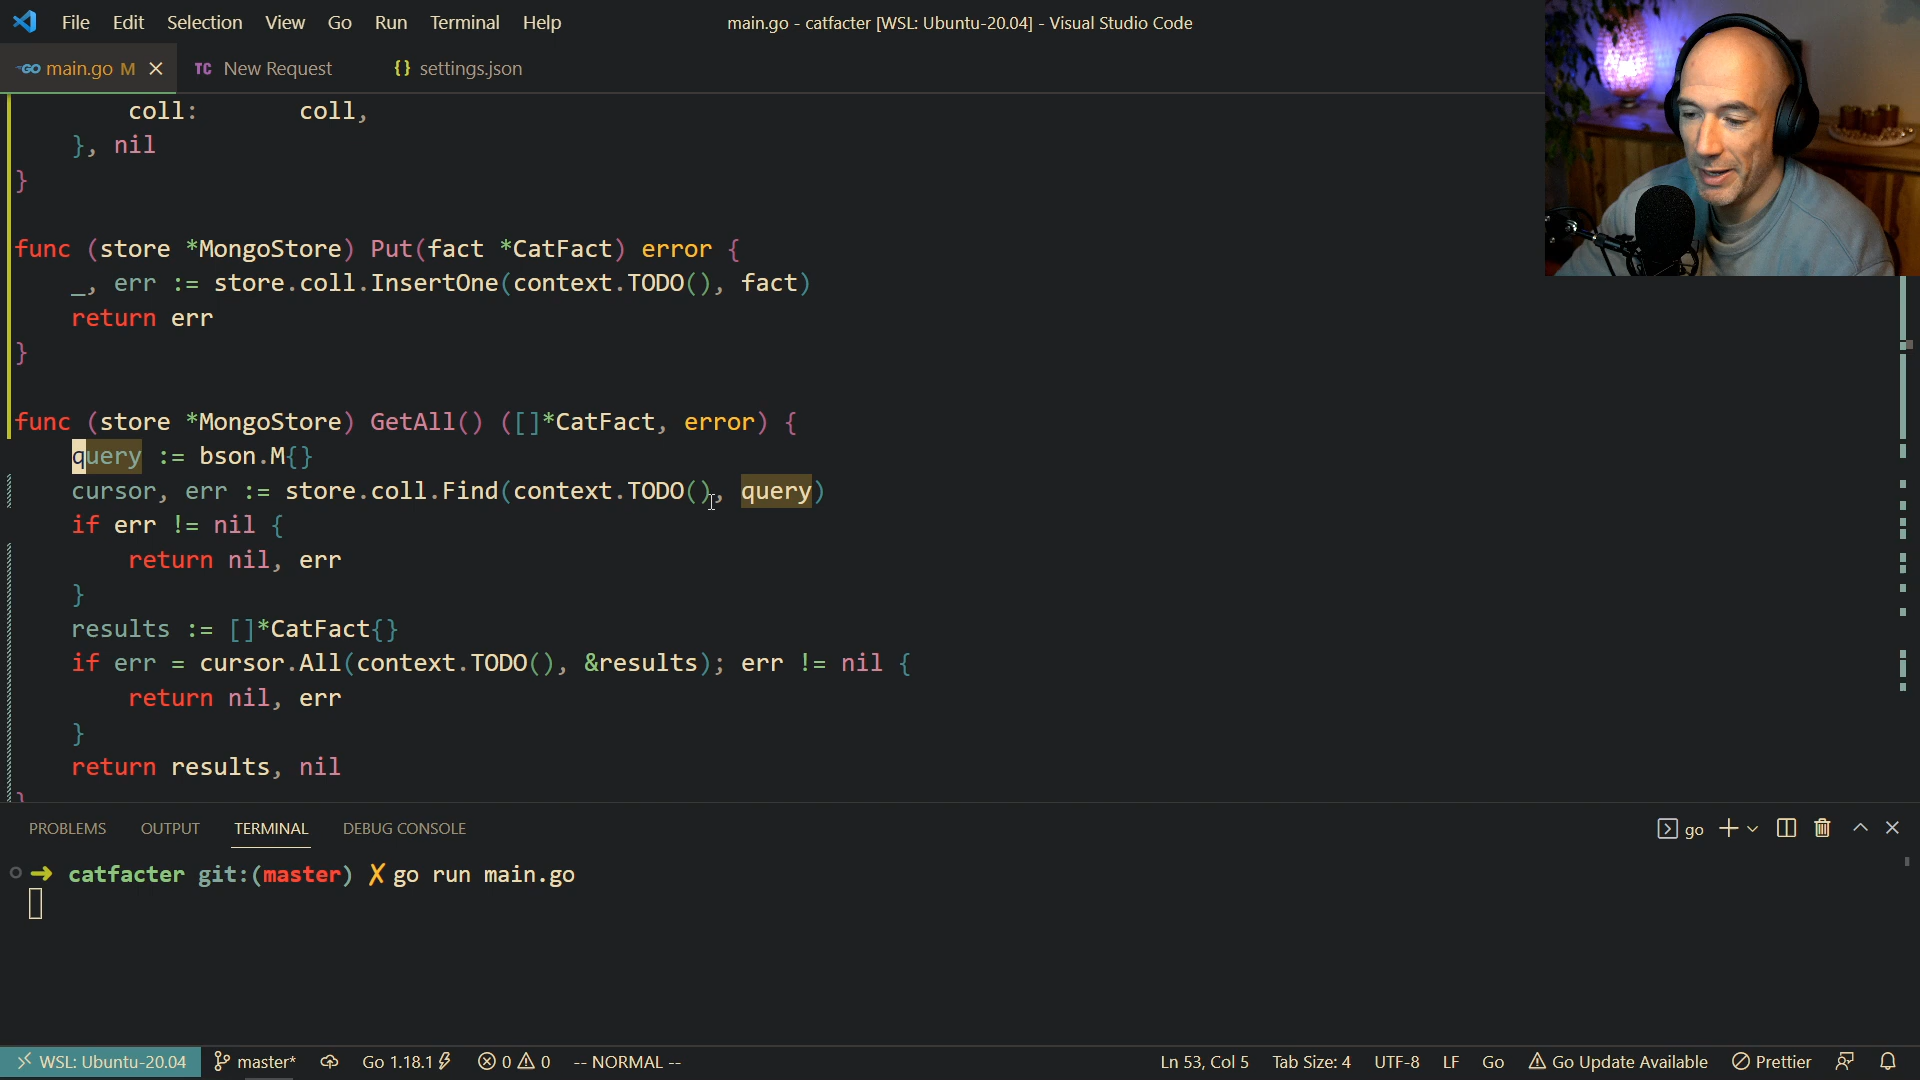 File Edit Selection View Go Run Terminal Help main.go - catfacter [WSL: Ubuntu-20.04] - Visual Studio Code
GO main.go M TC New Request {} settings.json
coll: coll,
}, nil
}
func (store *MongoStore) Put(fact *CatFact) error {
_, err := store.coll.InsertOne(context.TODO(), fact)
return err
}
func (store *MongoStore) GetAll() ([]*CatFact, error) {
query := bson.M{}
cursor, err := store.coll.Find(context.TODO(), query)
if err != nil {
return nil, err
}
results := []*CatFact{}
if err = cursor.All(context.TODO(), &results); err != nil {
return nil, err
}
return results, nil
}
PROBLEMS OUTPUT TERMINAL DEBUG CONSOLE go
➜ catfacter git:(master) ✗ go run main.go
WSL: Ubuntu-20.04 master* Go 1.18.1 0 0 -- NORMAL -- Ln 53, Col 5 Tab Size: 4 UTF-8 LF Go Go Update Available Prettier